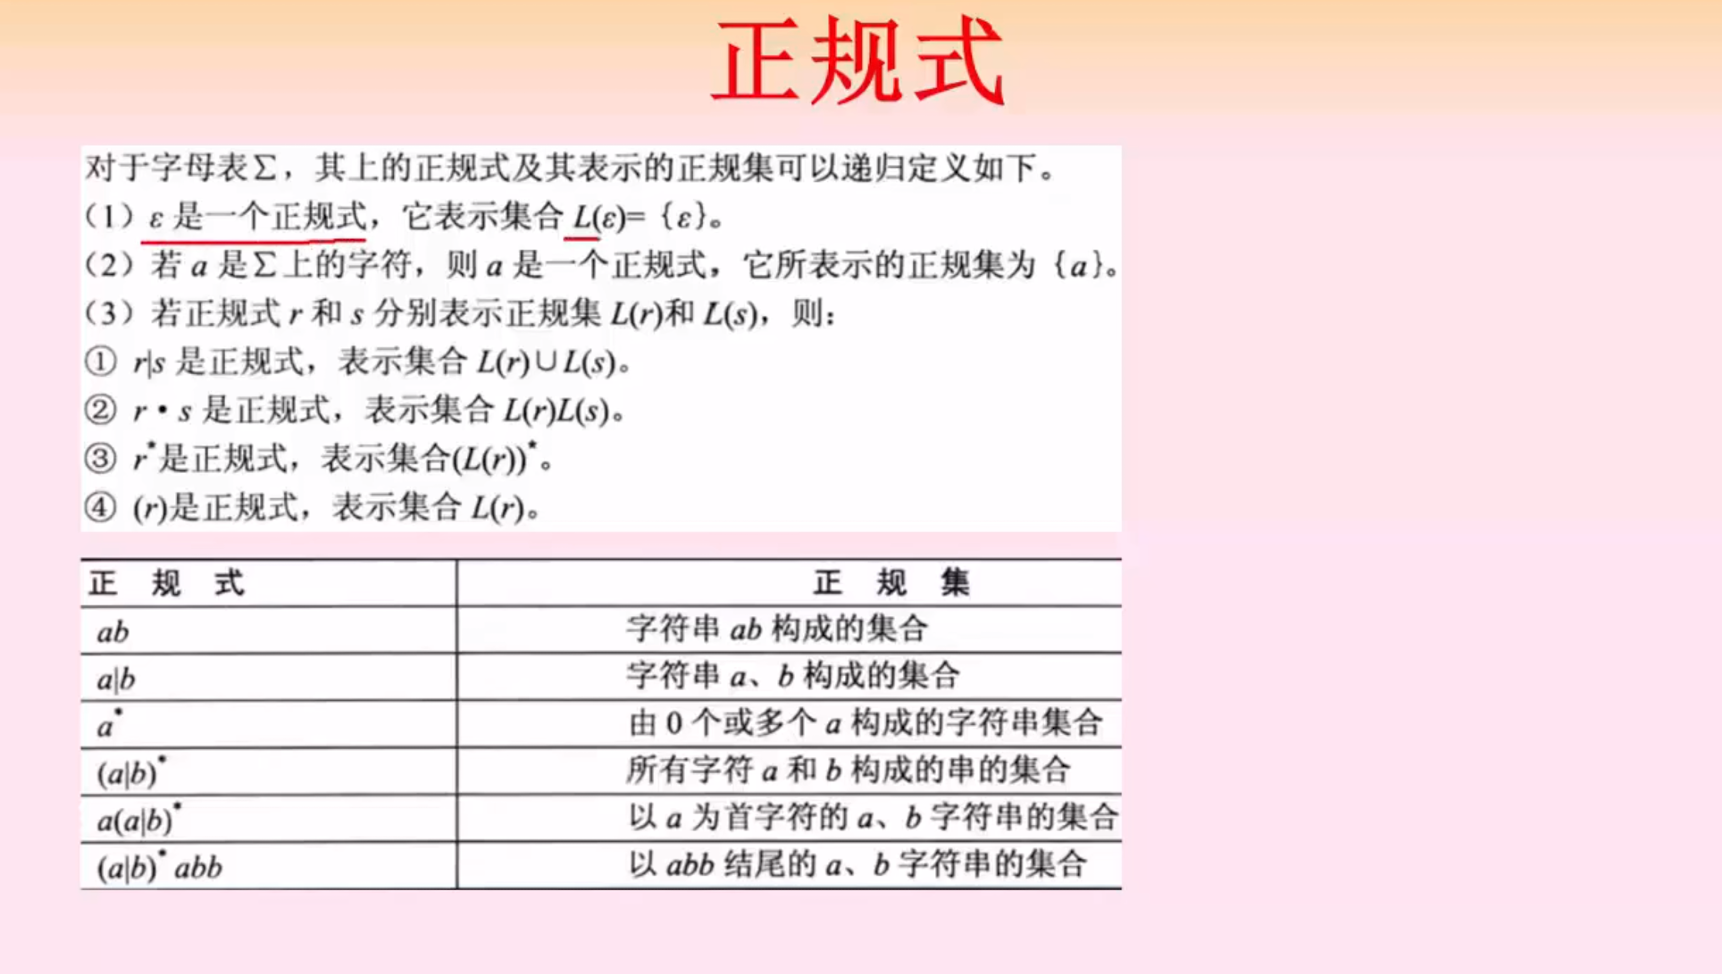 正规式
对于字母表∑，其上的正规式及其表示的正规集可以递归定义如下。
（1）ε 是一个正规式，它表示集合 L(ε)=｛ε｝。
（2）若 a 是∑上的字符，则 a 是一个正规式，它所表示的正规集为｛a｝。
（3）若正规式 r 和 s 分别表示正规集 L(r)和 L(s)，则：
① r|s 是正规式，表示集合 L(r)∪L(s)。
② r•s 是正规式，表示集合 L(r)L(s)。
③ r*是正规式，表示集合(L(r))*。
④ (r)是正规式，表示集合 L(r)。
正 规 式 正 规 集
ab 字符串 ab 构成的集合
a|b 字符串 a、b 构成的集合
a* 由 0 个或多个 a 构成的字符串集合
(a|b)* 所有字符 a 和 b 构成的串的集合
a(a|b)* 以 a 为首字符的 a、b 字符串的集合
(a|b)* abb 以 abb 结尾的 a、b 字符串的集合